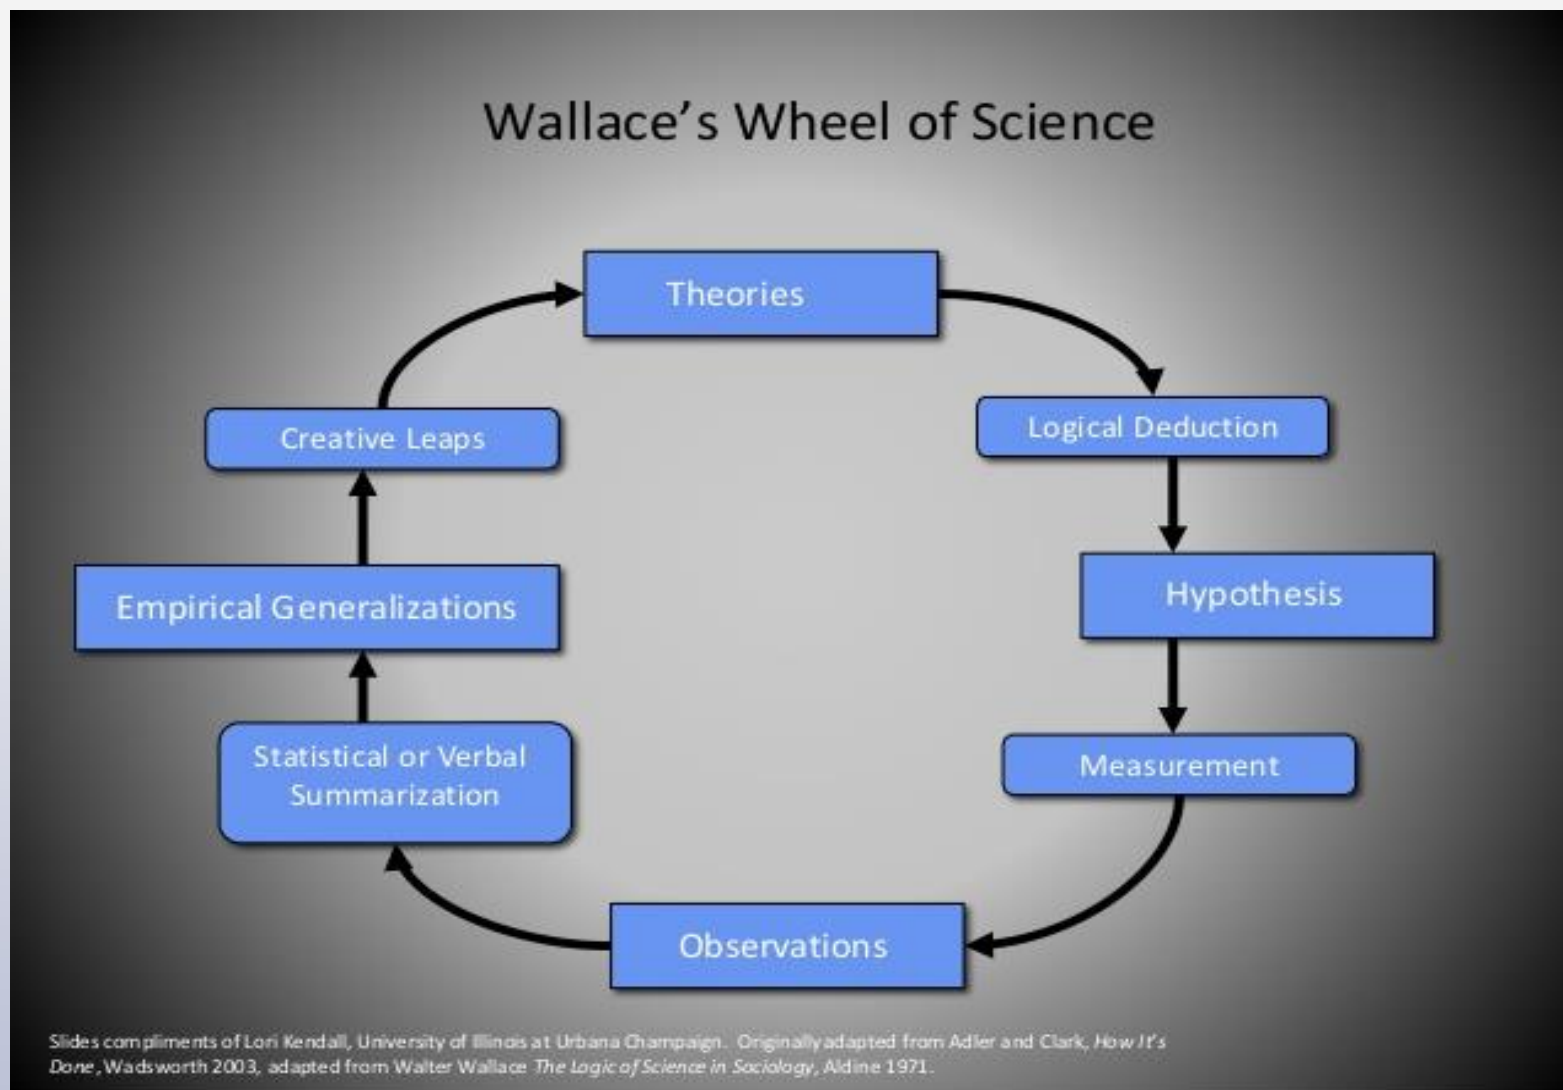 Wallace’s Wheel of Science
Theories
Logical Deduction
Hypothesis
Measurement
Observations
Statistical or Verbal
Summarization
Empirical Generalizations
Creative Leaps
Slides compliments of Lori Kendall, University of Illinois at Urbana Champaign. Originally adapted from Adler and Clark, How It’s
Done, Wadsworth 2003, adapted from Walter Wallace The Logic of Science in Sociology, Aldine 1971.